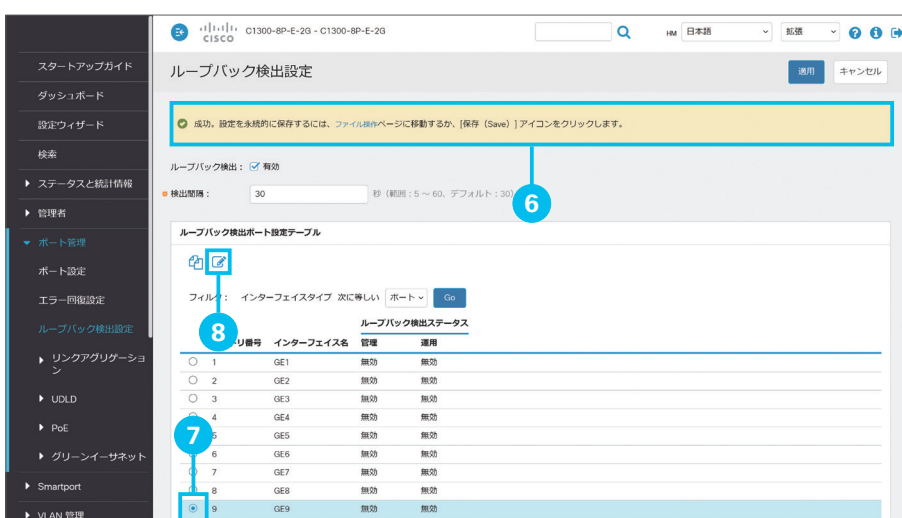 CISCO C1300-8P-E-2G - C1300-8P-E-2G HM 日本語 拡張
スタートアップガイド
ダッシュボード
設定ウィザード
検索
ステータスと統計情報
管理者
ポート管理
ポート設定
エラー回復設定
ループバック検出設定
リンクアグリゲーショ
ン
UDLD
PoE
グリーンイーサネット
Smartport
VLAN 管理
ループバック検出設定 適用 キャンセル
成功。設定を永続的に保存するには、ファイル操作ページに移動するか、[保存（Save）] アイコンをクリックします。
ループバック検出： 有効
6
検出間隔： 30 秒（範囲：5 ～ 60、デフォルト：30）
ループバック検出ポート設定テーブル
フィルタ： インターフェイスタイプ 次に等しい ポート Go
8
ループバック検出ステータス
リ番号 インターフェイス名 管理 運用
1 GE1 無効 無効
2 GE2 無効 無効
3 GE3 無効 無効
4 GE4 無効 無効
7
5 GE5 無効 無効
6 GE6 無効 無効
7 GE7 無効 無効
8 GE8 無効 無効
9 GE9 無効 無効